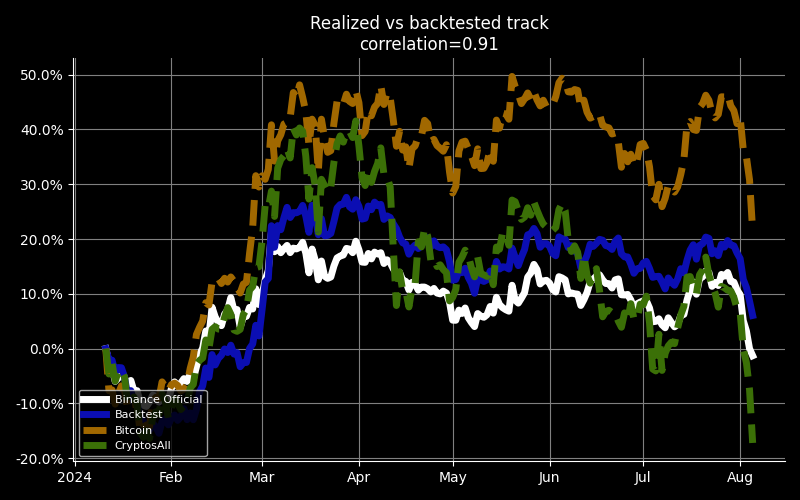 Realized vs backtested track
correlation=0.91
50.0%
40.0%
30.0%
20.0%
10.0%
0.0%
-10.0%
-20.0%
Binance Official
Backtest
Bitcoin
CryptosAll
2024 Feb Mar Apr May Jun Jul Aug